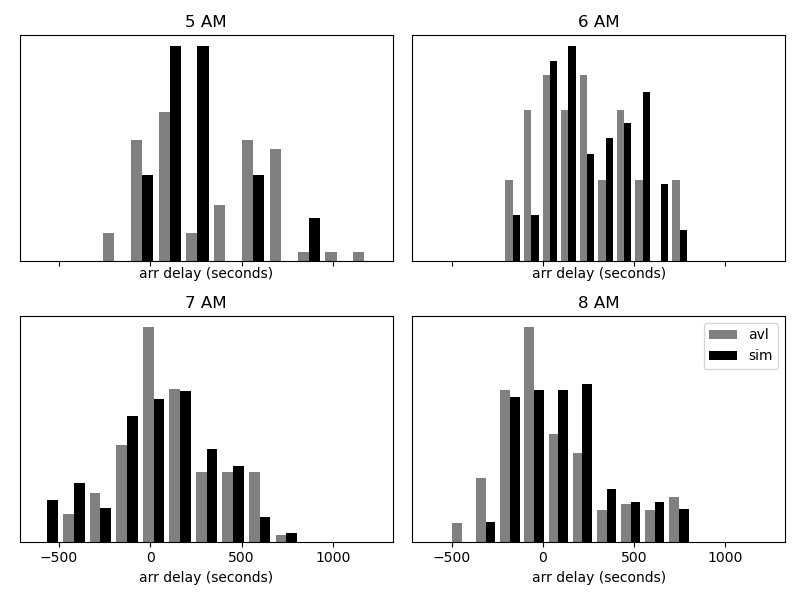 5 AM
6 AM
arr delay (seconds)
arr delay (seconds)
7 AM
8 AM
avl
sim
−500
0
500
1000
−500
0
500
1000
arr delay (seconds)
arr delay (seconds)